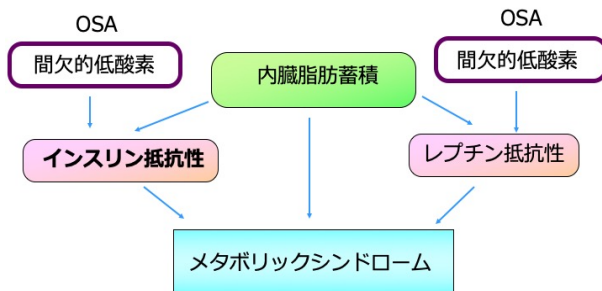 OSA
間欠的低酸素
内臓脂肪蓄積
OSA
間欠的低酸素
インスリン抵抗性
レプチン抵抗性
メタボリックシンドローム